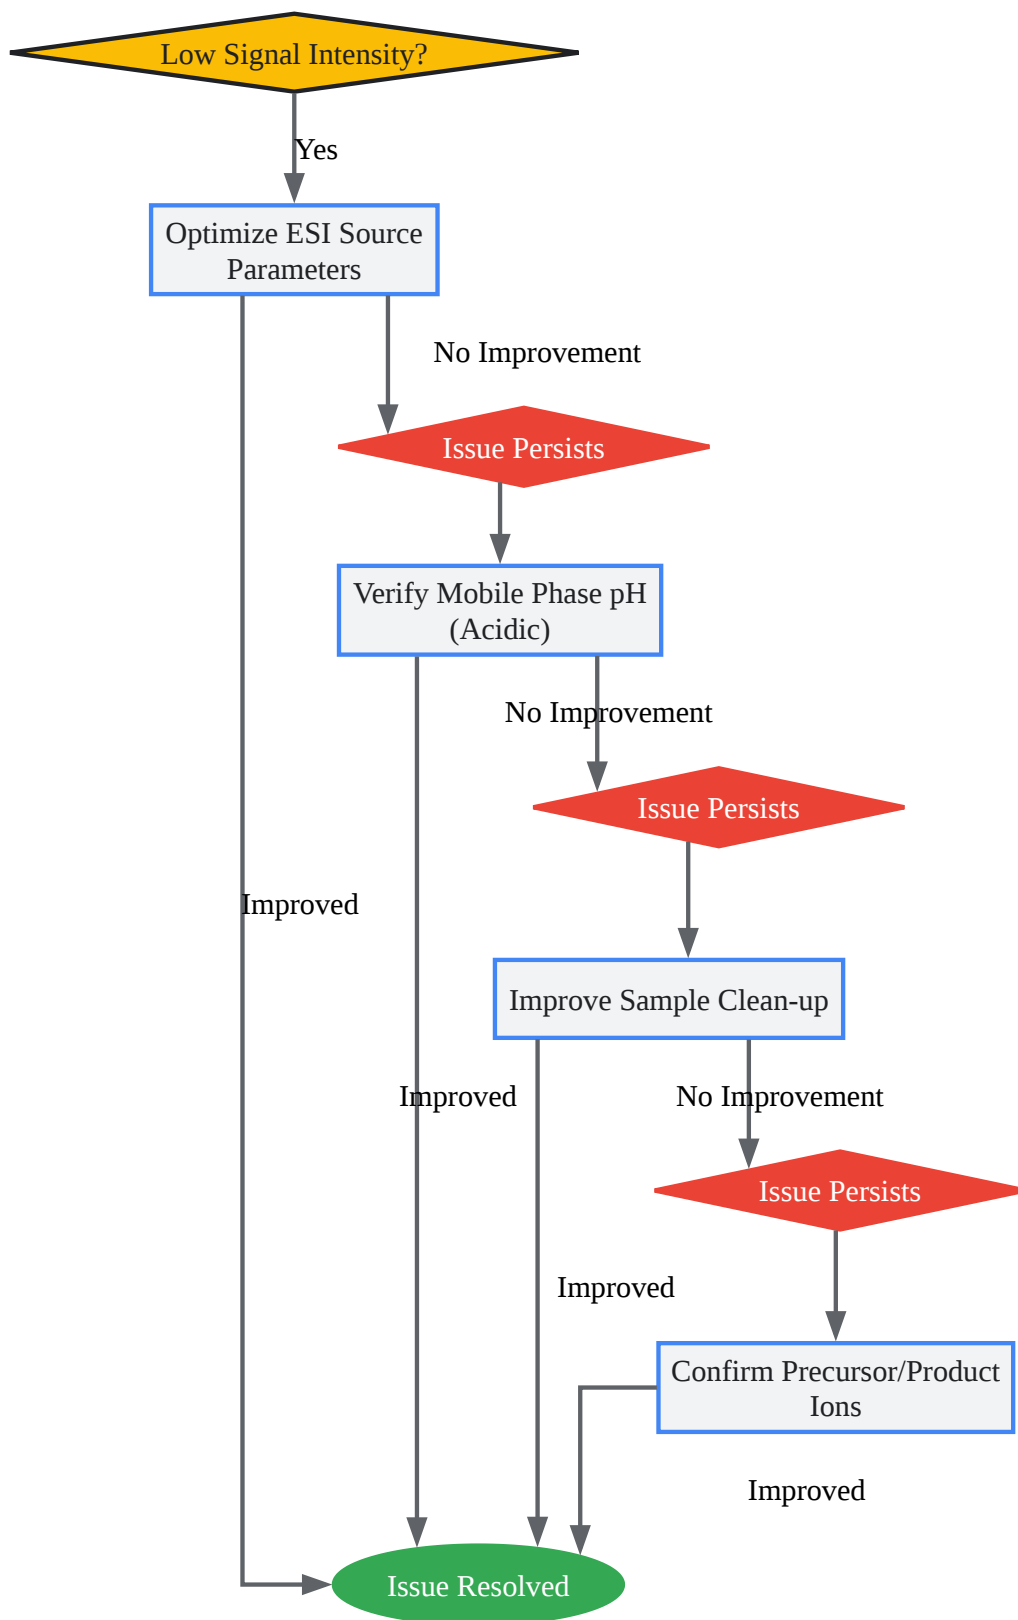 Low Signal Intensity?
Yes
Optimize ESI Source
Parameters
No Improvement
Issue Persists
Verify Mobile Phase pH
(Acidic)
No Improvement
Issue Persists
Improved
Improve Sample Clean-up
Improved
No Improvement
Issue Persists
Improved
Confirm Precursor/Product
Ions
Improved
Issue Resolved